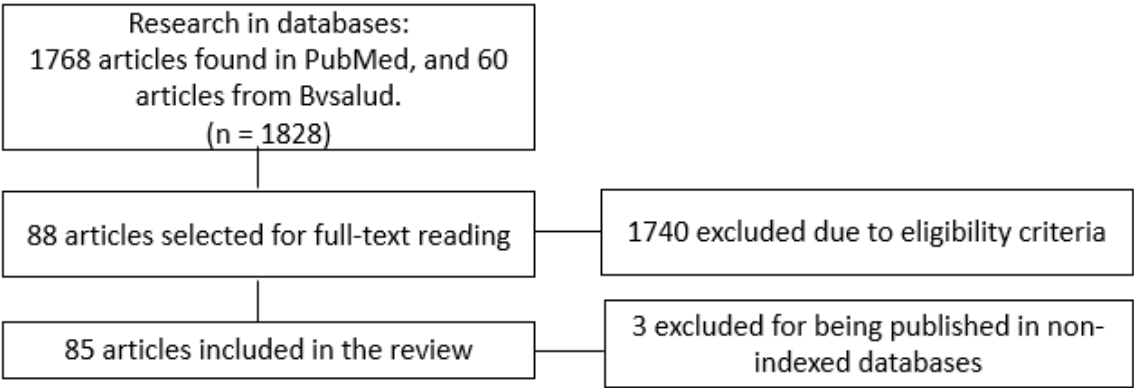 Research in databases:
1768 articles found in PubMed, and 60
articles from Bvsalud.
(n = 1828)
88 articles selected for full-text reading
1740 excluded due to eligibility criteria
85 articles included in the review
3 excluded for being published in non-
indexed databases